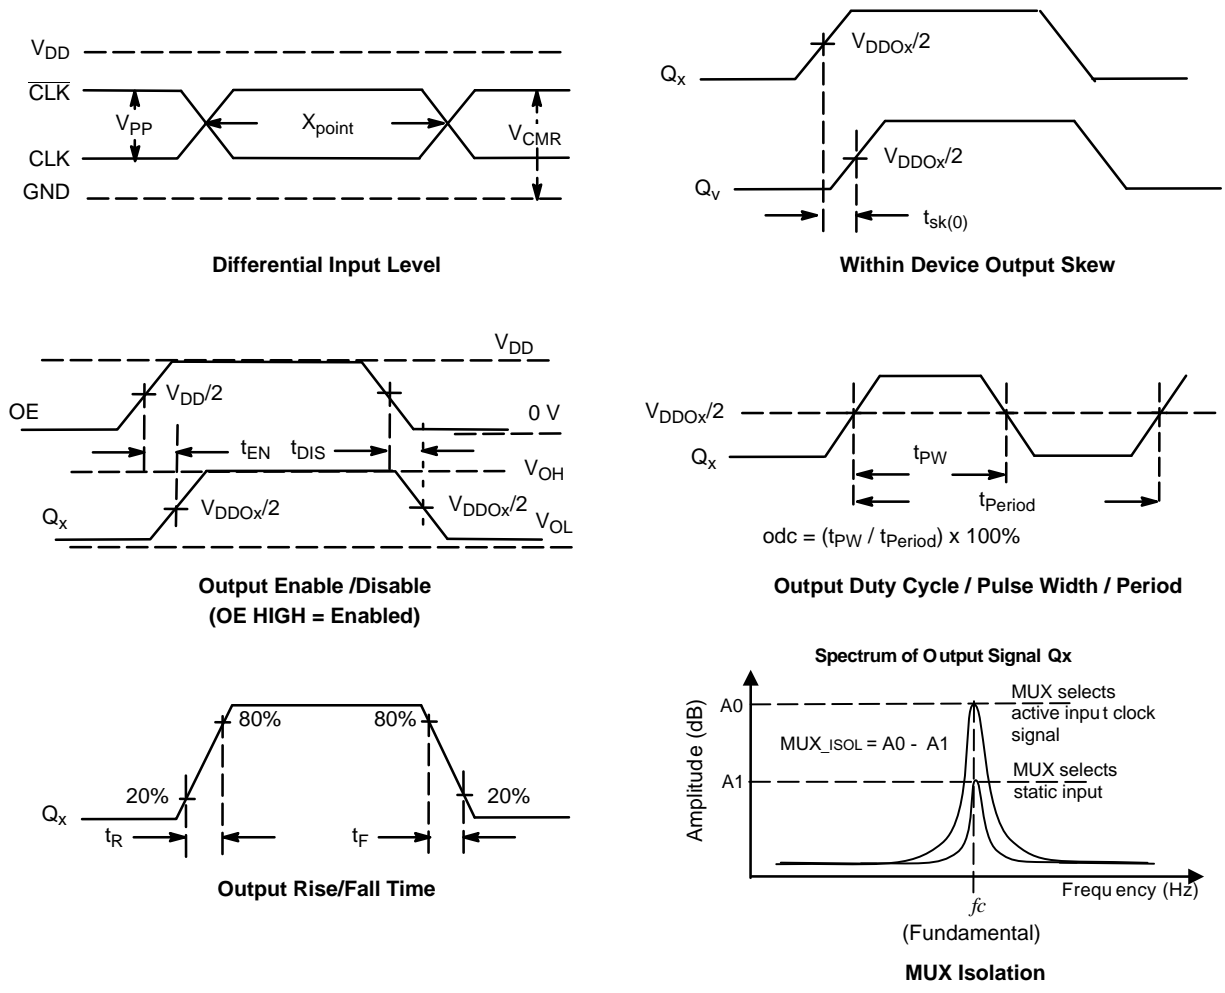 VDD
CLK
VPP
Xpoint
VCMR
CLK
GND
Differential Input Level
VDDOx/2
Qx
VDDOx/2
Qv
tsk(0)
Within Device Output Skew
VDD
VDD/2
OE
0 V
tEN
tDIS
VOH
Qx
VDDOx/2
VDDOx/2
VOL
Output Enable /Disable
(OE HIGH = Enabled)
VDDOx/2
Qx
tPW
tPeriod
odc = (tPW / tPeriod) x 100%
Output Duty Cycle / Pulse Width / Period
80%
80%
20%
20%
Qx
tR
tF
Output Rise/Fall Time
Spectrum of Output Signal Qx
Amplitude (dB)
A0
MUX selects
active input clock
signal
MUX_ISOL = A0 - A1
A1
MUX selects
static input
Frequency (Hz)
fc
(Fundamental)
MUX Isolation